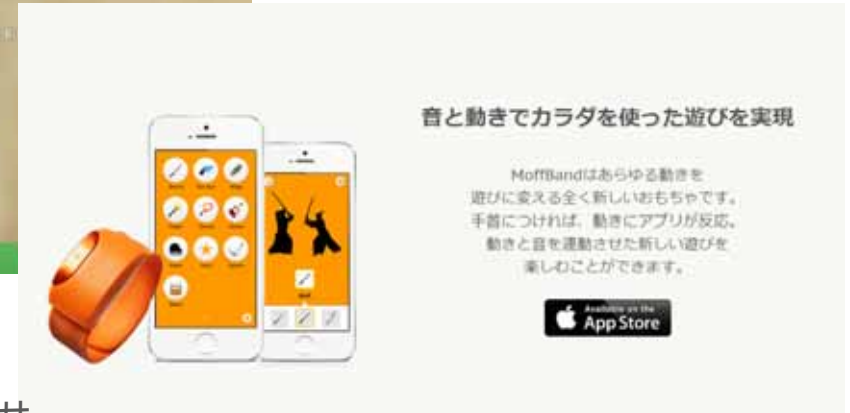 音と動きでカラダを使った遊びを実現
MoffBandはあらゆる動きを
遊びに変える全く新しいおもちゃです。
手首につければ、動きにアプリが反応。
動きと音を連動させた新しい遊びを
楽しむことができます。
Available on the
App Store